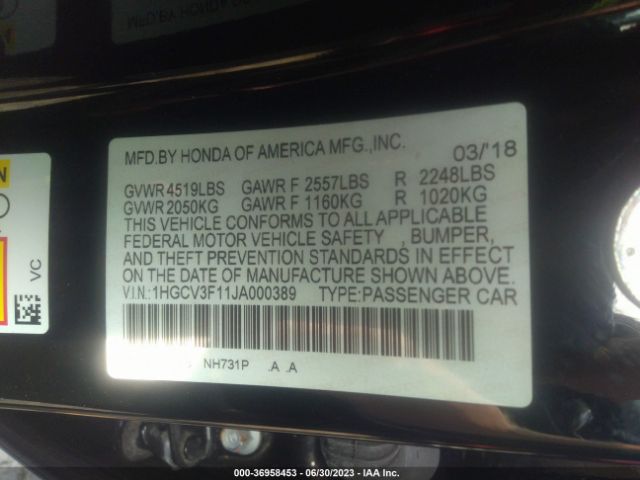 MFD.BY HONDA OF AMERICA MFG.,INC. 03/'18
GVWR 4519LBS GAWR F 2557LBS R 2248LBS
GVWR 2050KG GAWR F 1160KG R 1020KG
THIS VEHICLE CONFORMS TO ALL APPLICABLE
FEDERAL MOTOR VEHICLE SAFETY , BUMPER,
AND THEFT PREVENTION STANDARDS IN EFFECT
ON THE DATE OF MANUFACTURE SHOWN ABOVE.
V.I.N.:1HGCV3F11JA000389 TYPE:PASSENGER CAR
NH731P .A .A
VC
000-36958453 - 06/30/2023 - IAA Inc.